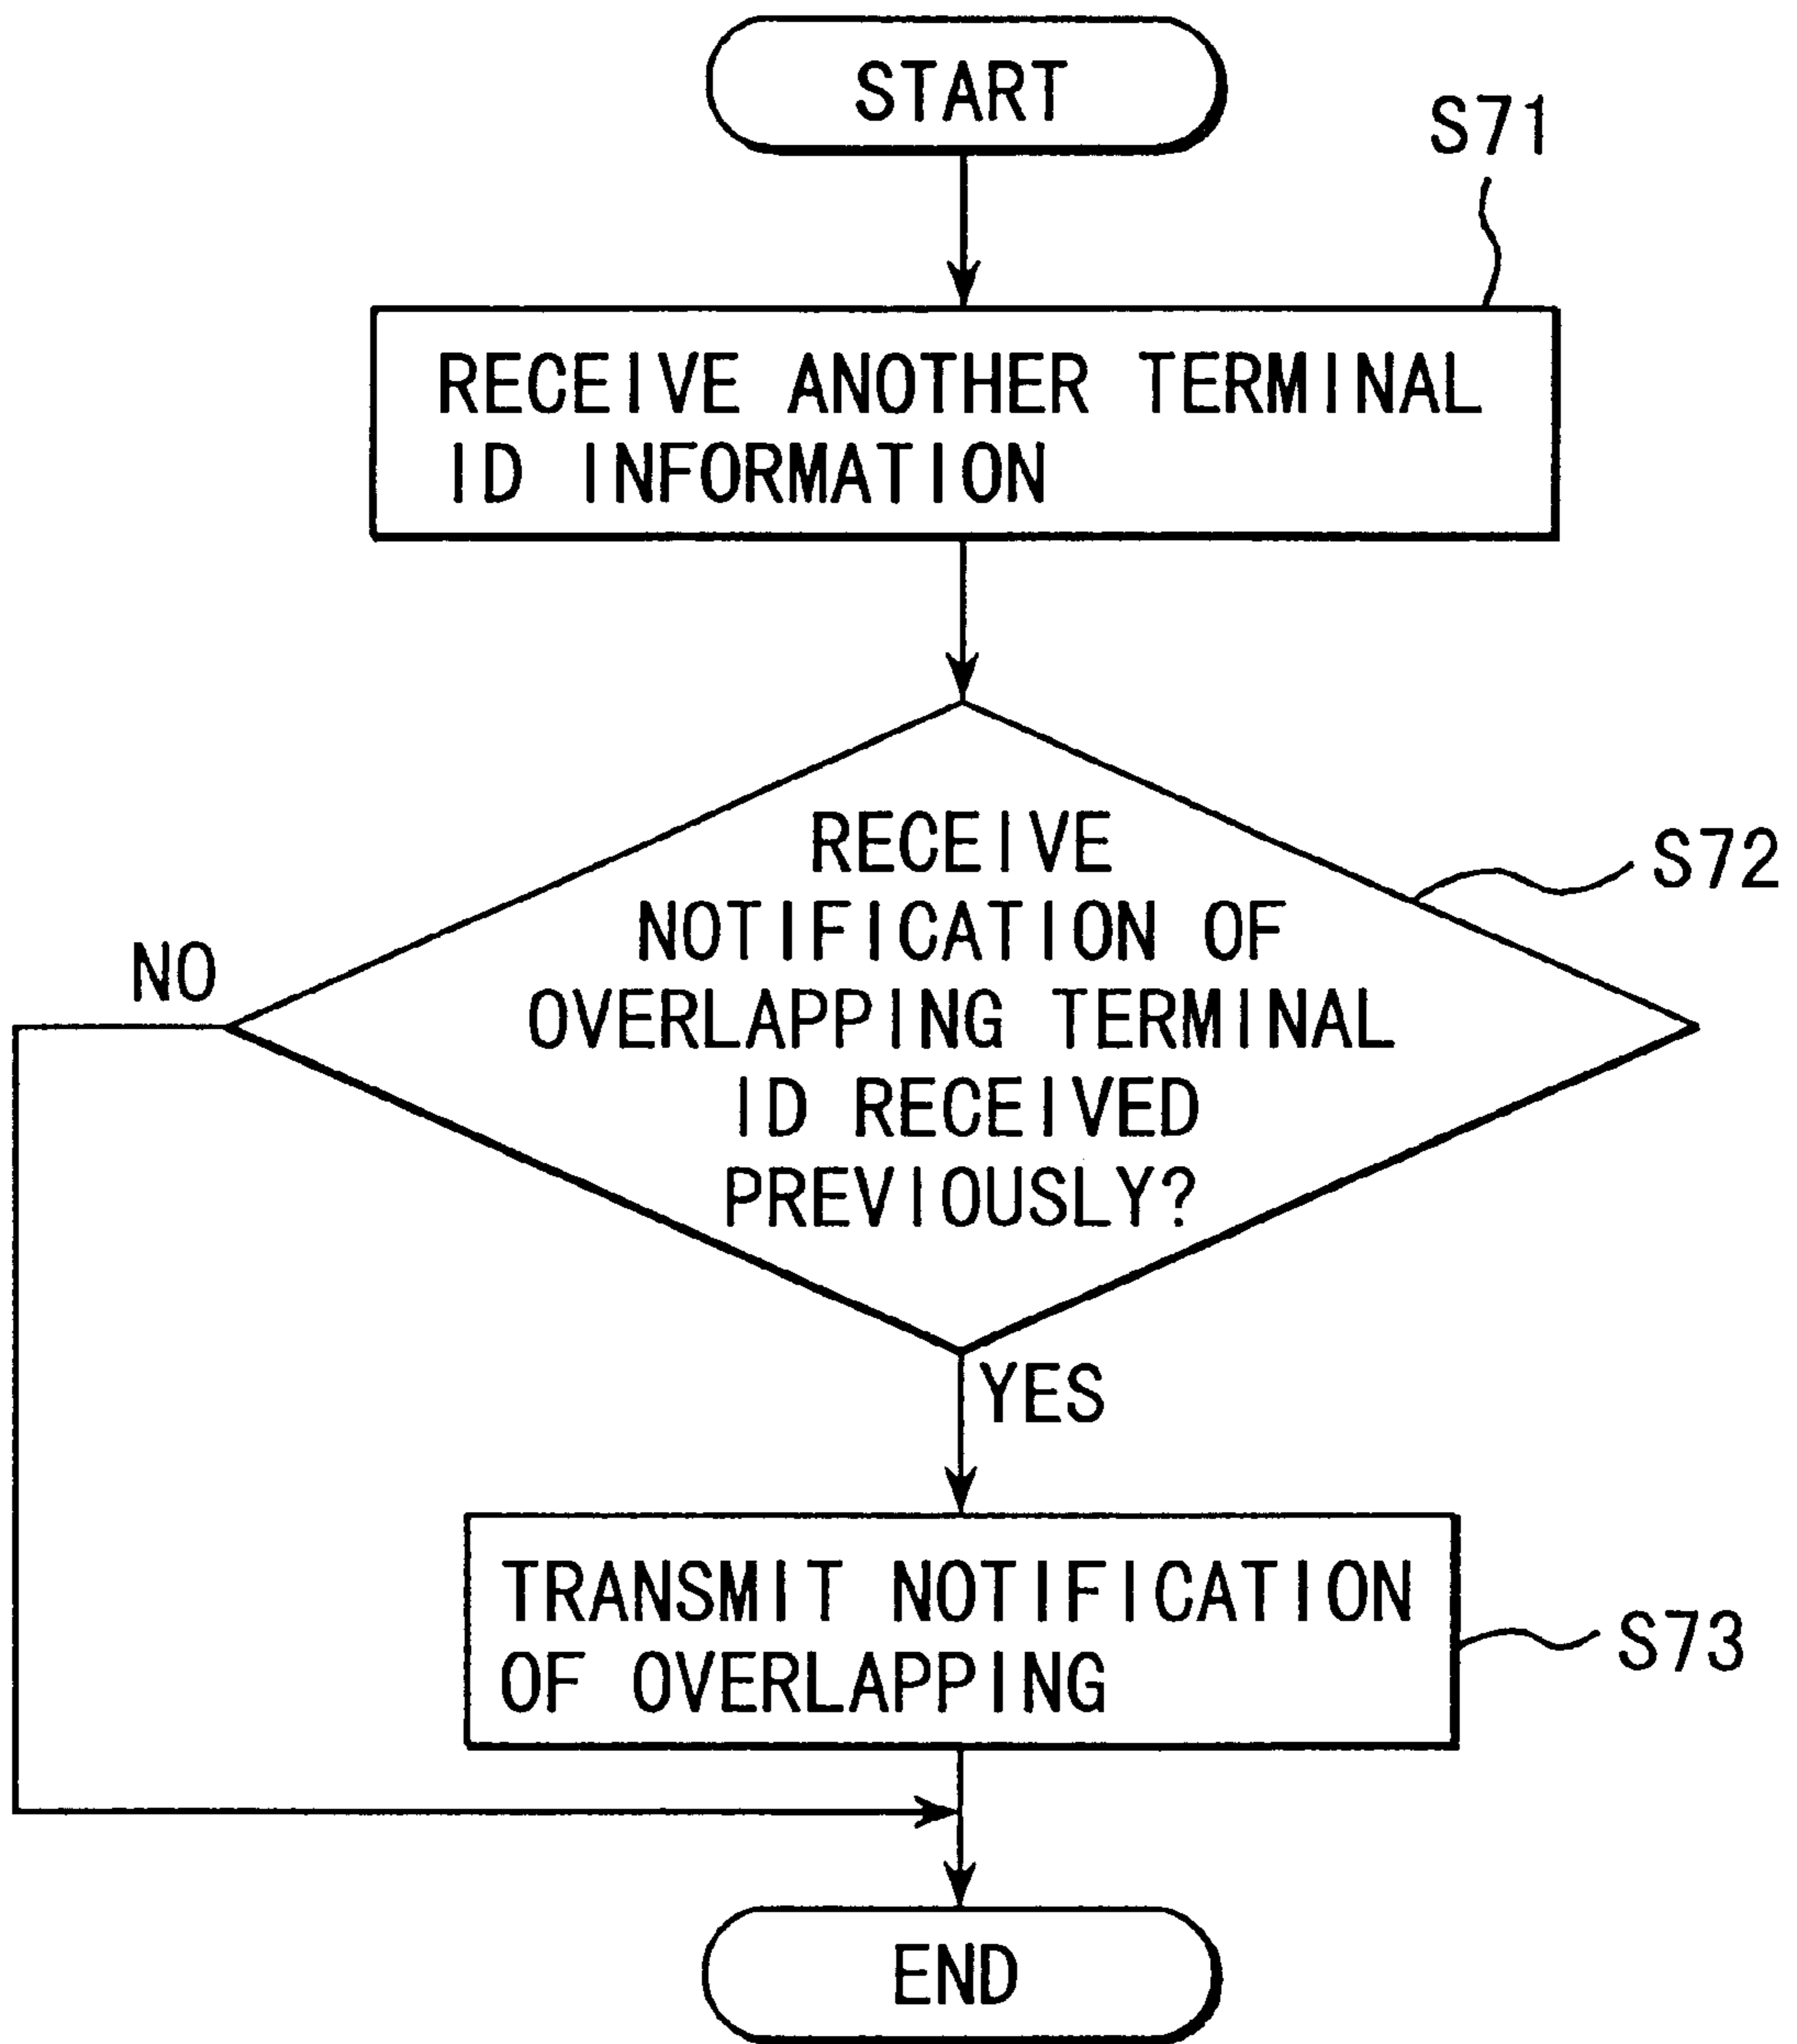 START
S71
RECEIVE ANOTHER TERMINAL
ID INFORMATION
RECEIVE
NOTIFICATION OF
OVERLAPPING TERMINAL
ID RECEIVED
PREVIOUSLY?
S72
NO
YES
TRANSMIT NOTIFICATION
OF OVERLAPPING
S73
END